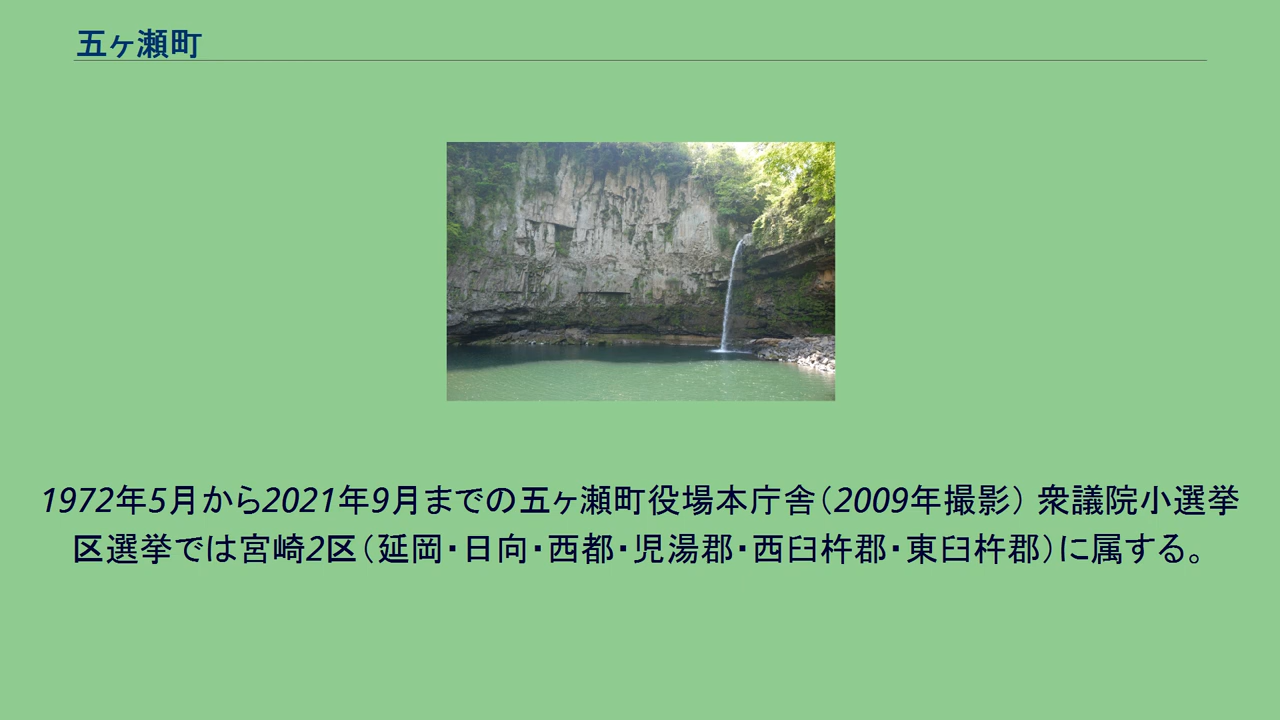 五ヶ瀬町
1972年5月から2021年9月までの五ヶ瀬町役場本庁舎（2009年撮影） 衆議院小選挙
区選挙では宮崎2区（延岡・日向・西都・児湯郡・西臼杵郡・東臼杵郡）に属する。